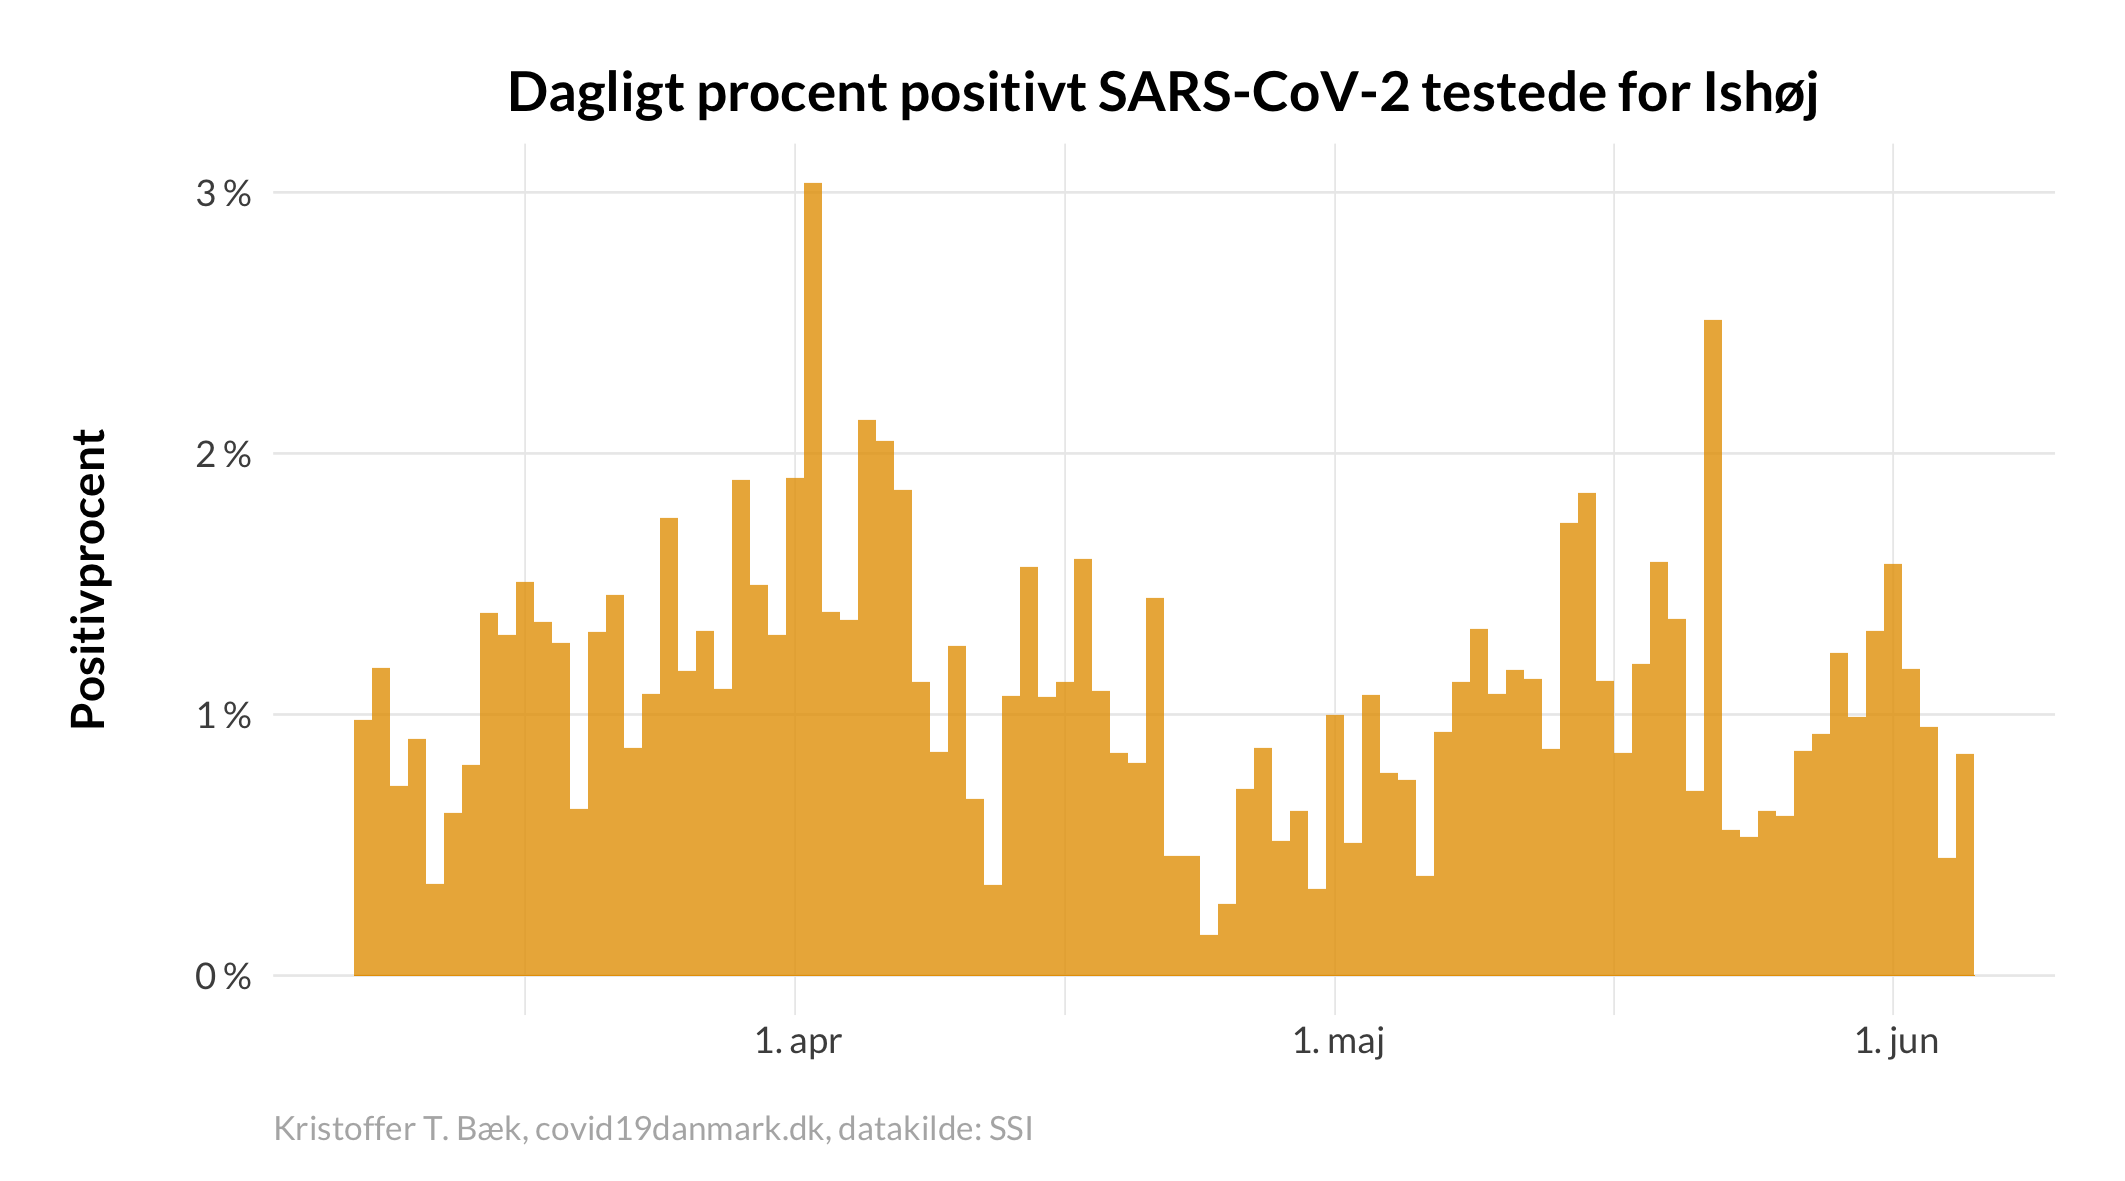 Dagligt procent positivt SARS-CoV-2 testede for Ishøj
Positivprocent
3 %
2 %
1 %
0 %
1. apr
1. maj
1. jun
Kristoffer T. Bæk, covid19danmark.dk, datakilde: SSI